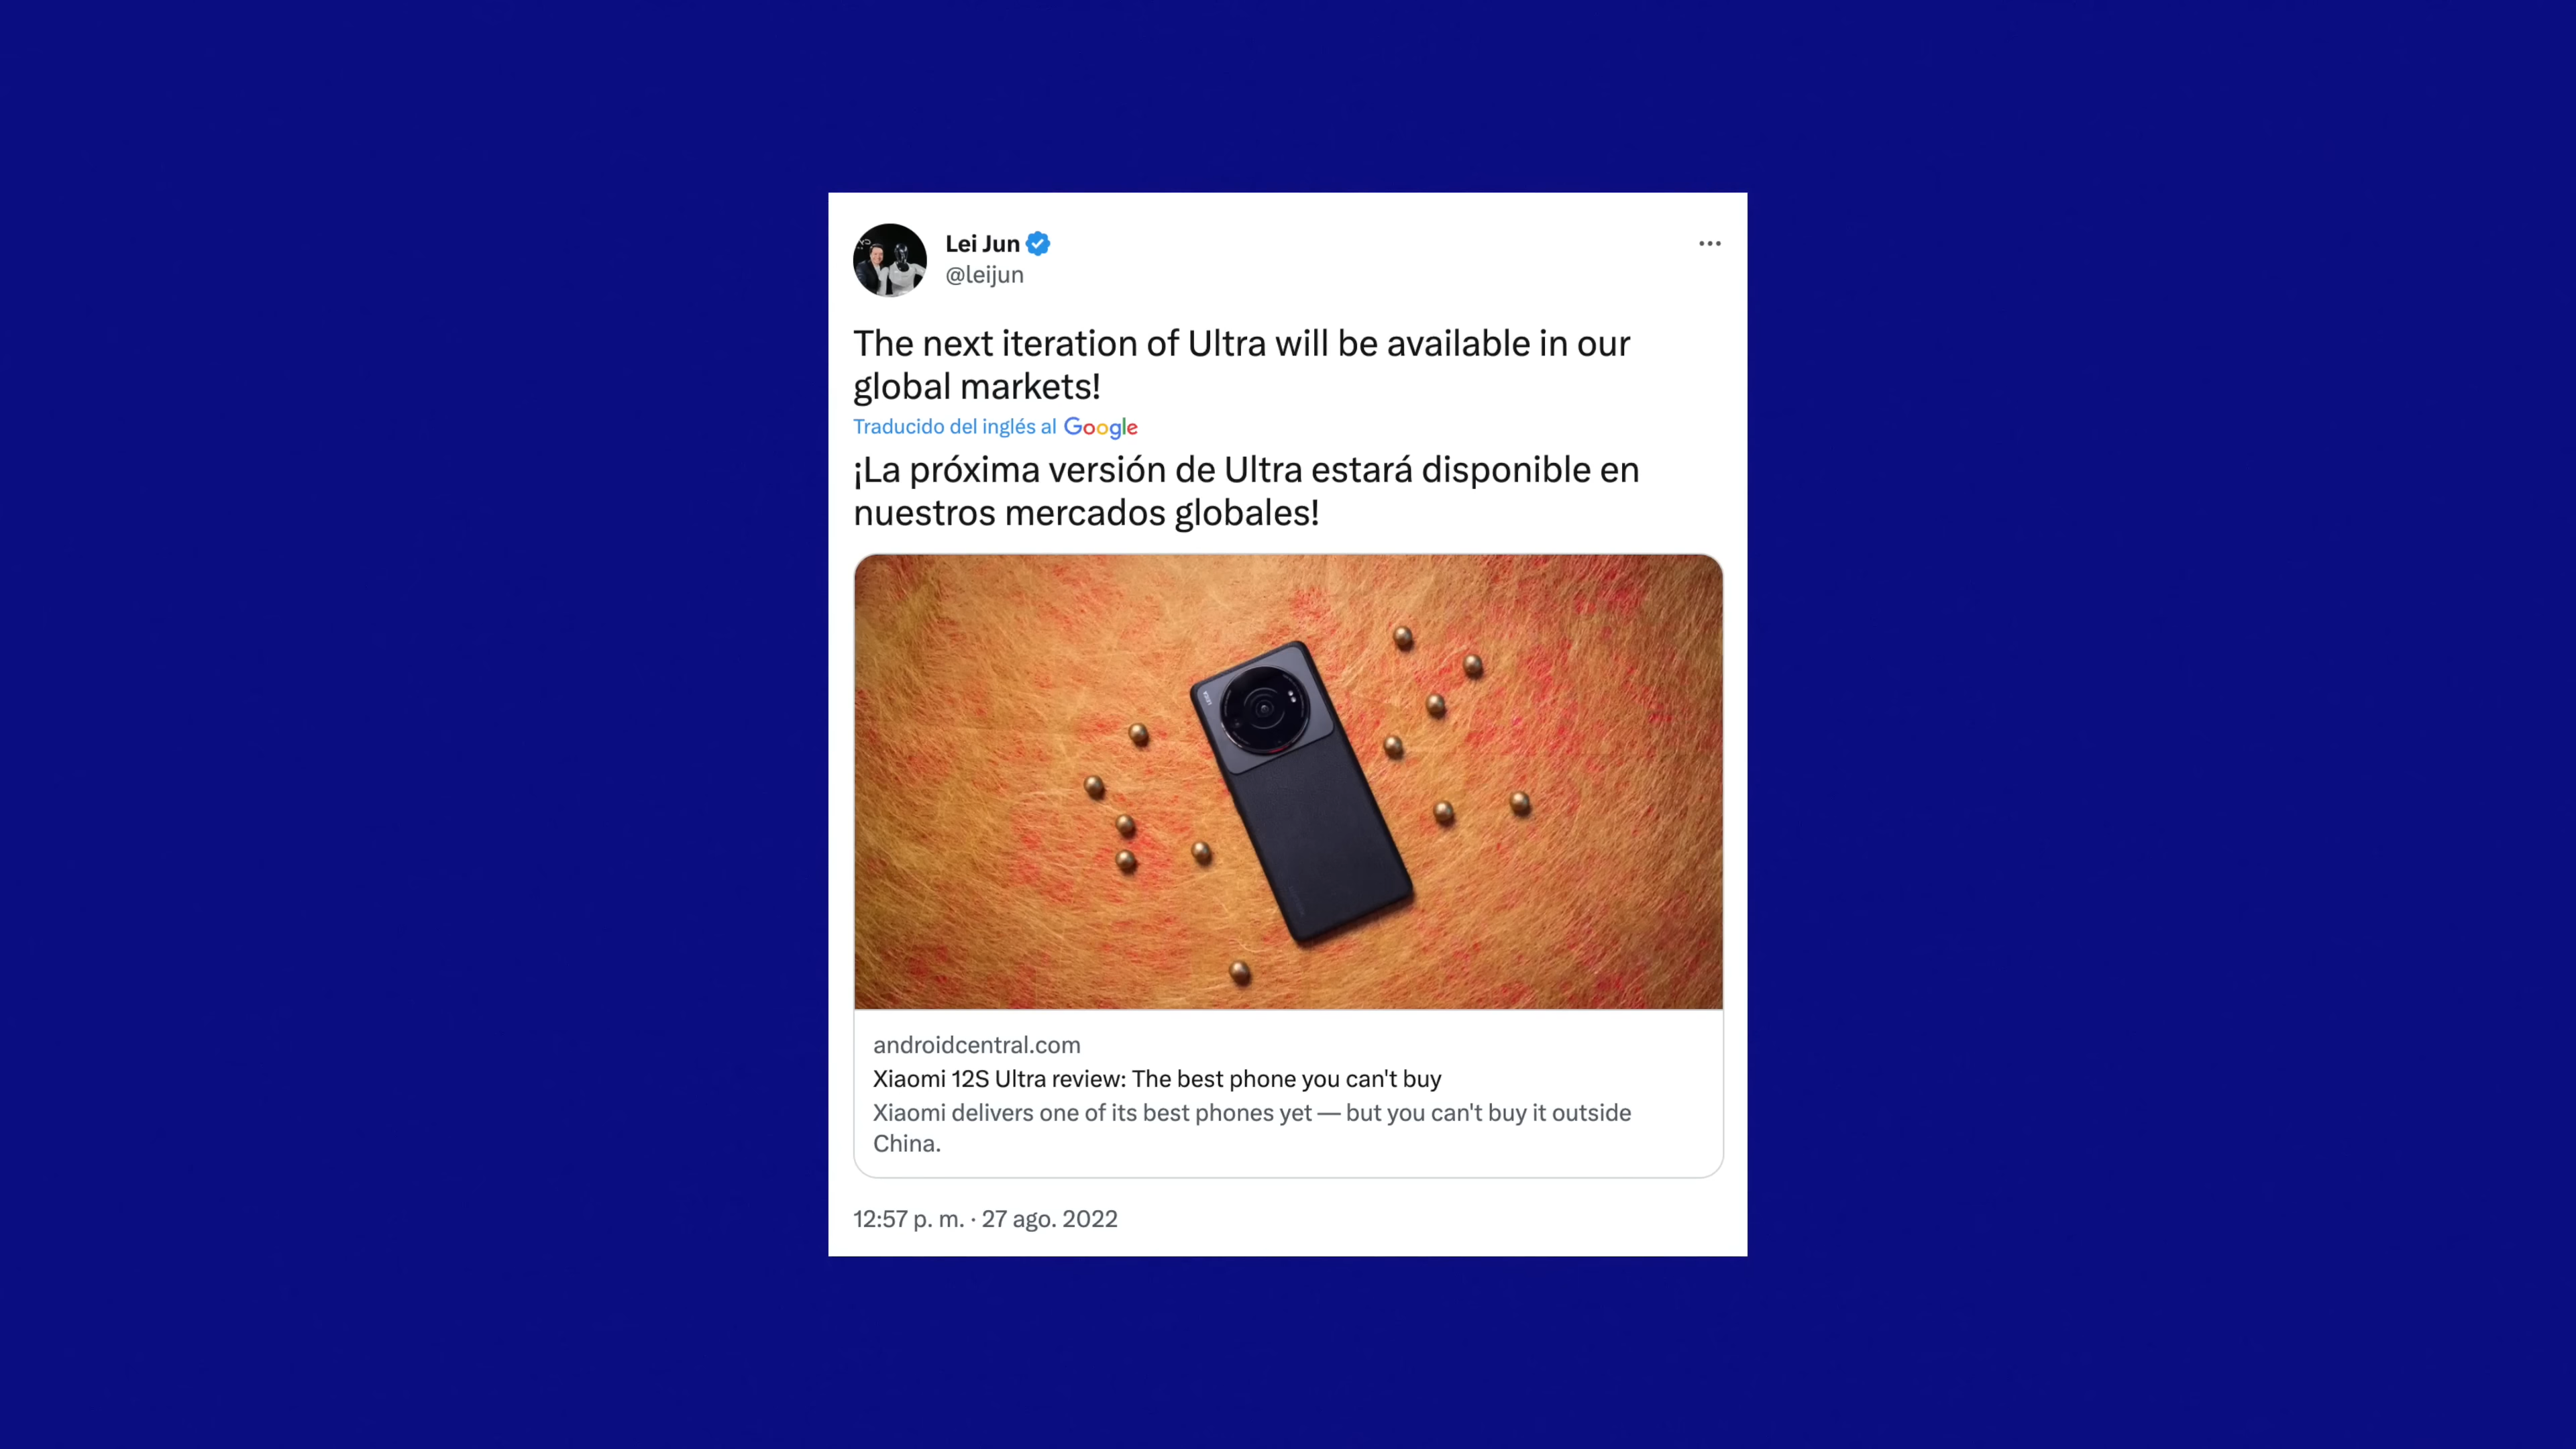 Lei Jun
@leijun
The next iteration of Ultra will be available in our
global markets!
Traducido del inglés al Google
¡La próxima versión de Ultra estará disponible en
nuestros mercados globales!
androidcentral.com
Xiaomi 12S Ultra review: The best phone you can't buy
Xiaomi delivers one of its best phones yet — but you can't buy it outside
China.
12:57 p. m. · 27 ago. 2022